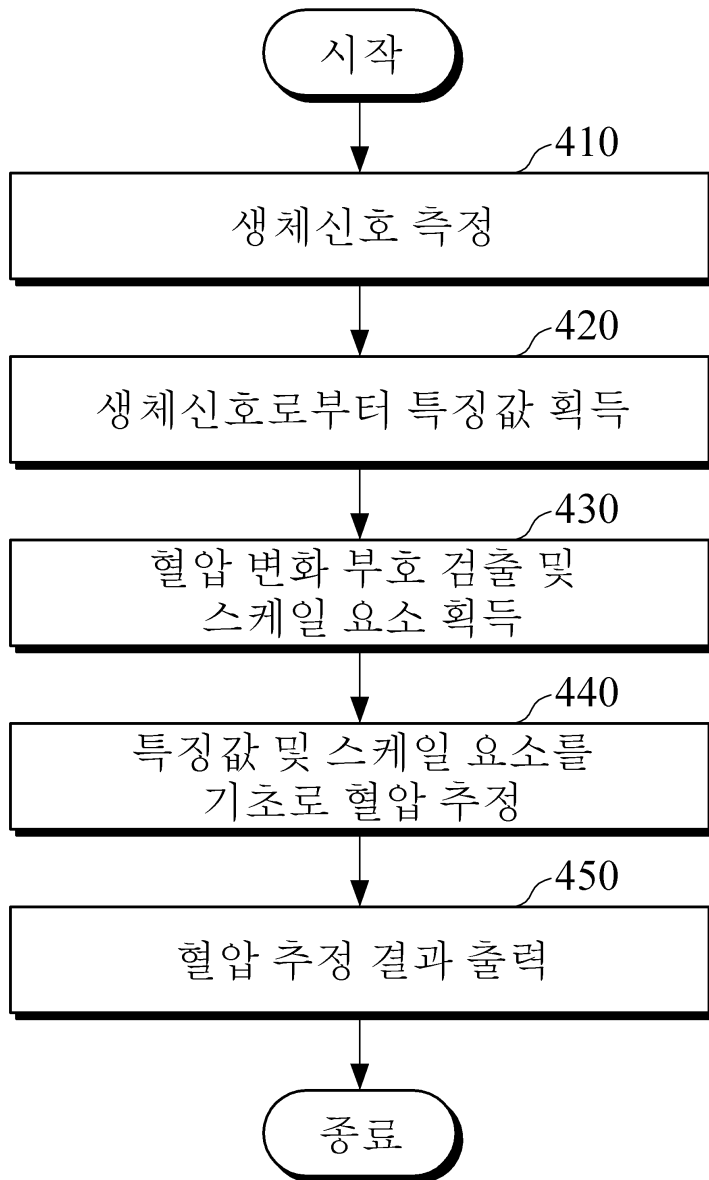 시작
410
생체신호 측정
420
생체신호로부터 특징값 획득
430
혈압 변화 부호 검출 및
스케일 요소 획득
440
특징값 및 스케일 요소를
기초로 혈압 추정
450
혈압 추정 결과 출력
종료